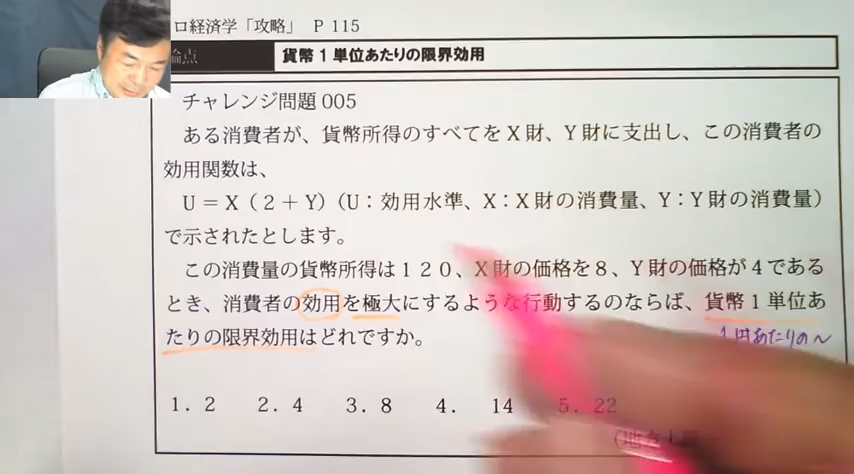 ロ経済学「攻略」 P 115
論点 貨幣1単位あたりの限界効用
チャレンジ問題 005
ある消費者が、貨幣所得のすべてをX財、Y財に支出し、この消費者の
効用関数は、
U=X(2+Y)(U:効用水準、X:X財の消費量、Y:Y財の消費量)
で示されたとします。
この消費量の貨幣所得は120、X財の価格を8、Y財の価格が4である
とき、消費者の効用を極大にするような行動するのならば、貨幣1単位あ
たりの限界効用はどれですか。
1円あたりの〜
1. 2 2. 4 3. 8 4. 14 5. 22